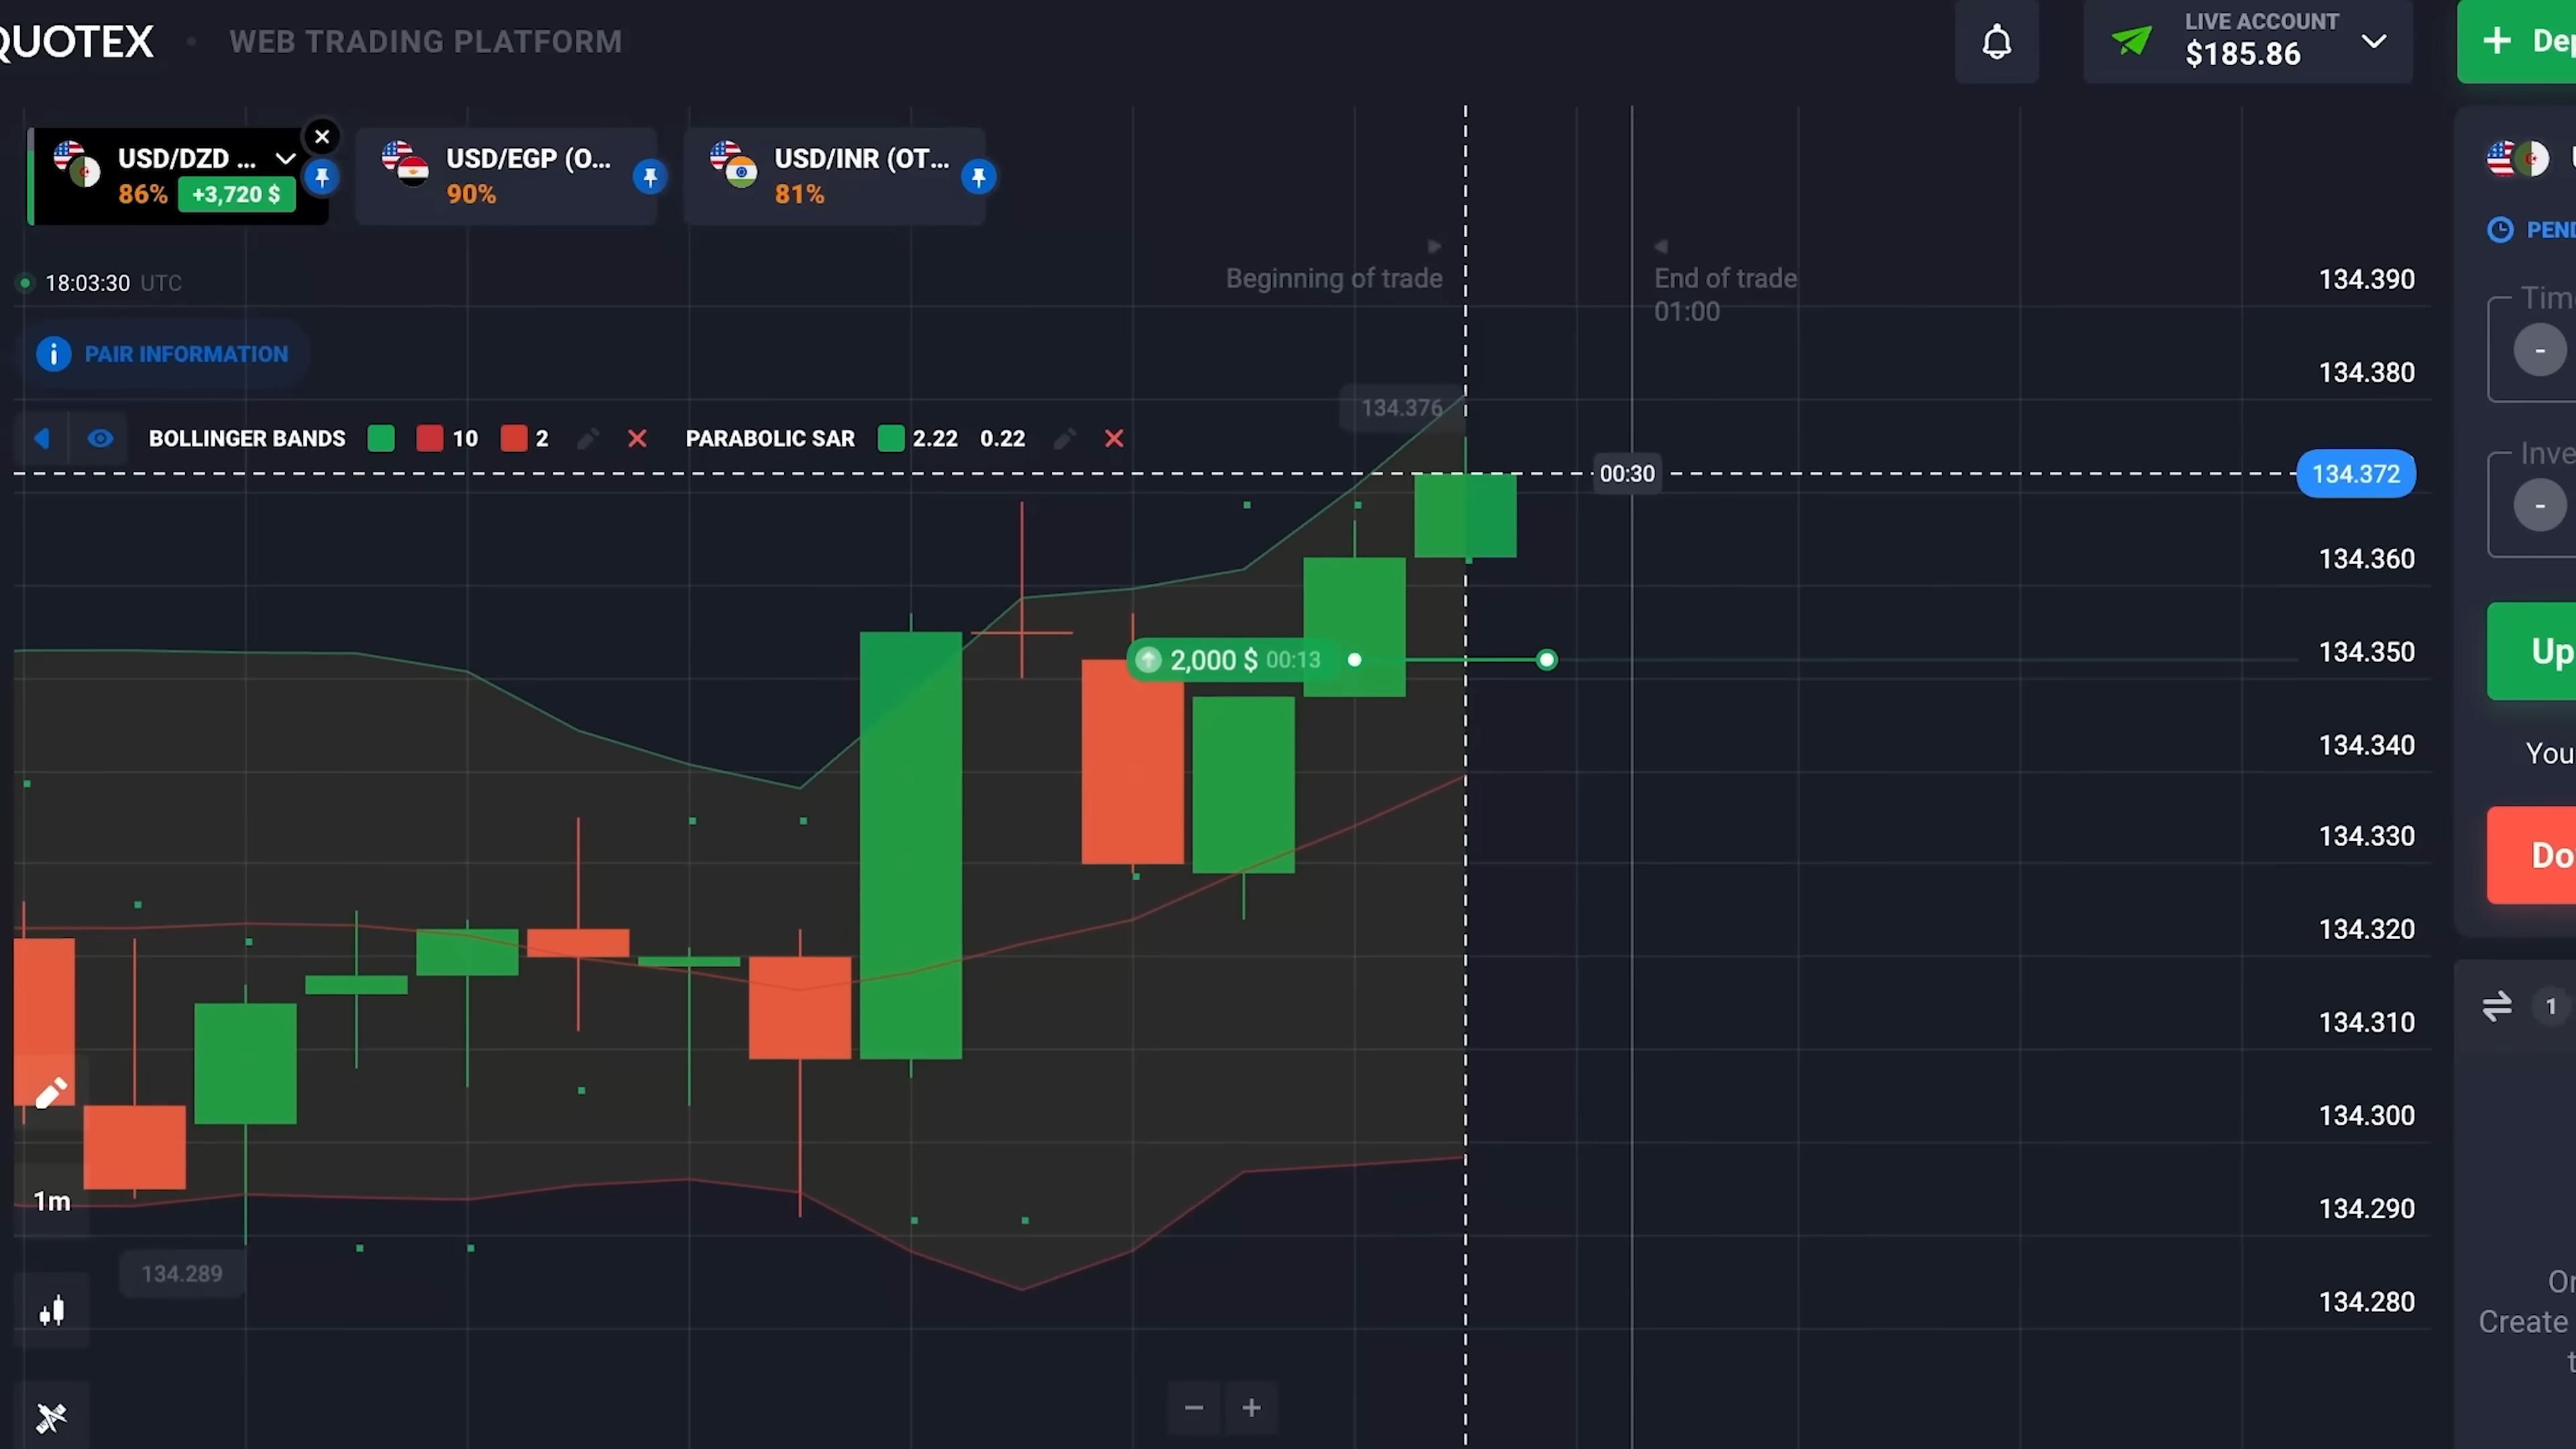 QUOTEX • WEB TRADING PLATFORM
LIVE ACCOUNT
$185.86
+ Dep
USD/DZD ...
86% +3,720 $
USD/EGP (O...
90%
USD/INR (OT...
81%
18:03:30 UTC
Beginning of trade
End of trade
01:00
PAIR INFORMATION
BOLLINGER BANDS 10 2 PARABOLIC SAR 2.22 0.22
134.376
00:30
134.372
2,000 $ 00:13
134.390
134.380
134.360
134.350
134.340
134.330
134.320
134.310
134.300
134.290
134.280
134.289
1m
PEND
Tim
-
Inve
-
Up
You
Do
1
Or
Create
t
− +